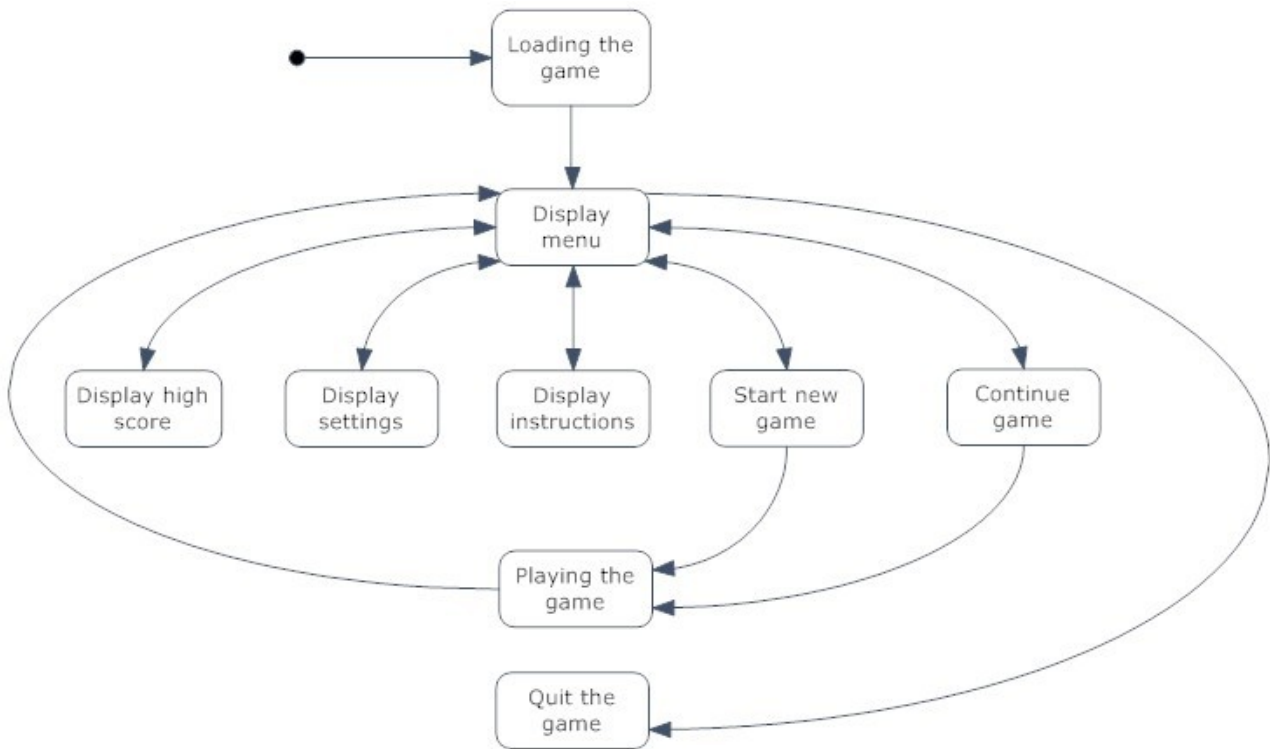 Loading the
game
Display
menu
Display high
score
Display
settings
Display
instructions
Start new
game
Continue
game
Playing the
game
Quit the
game